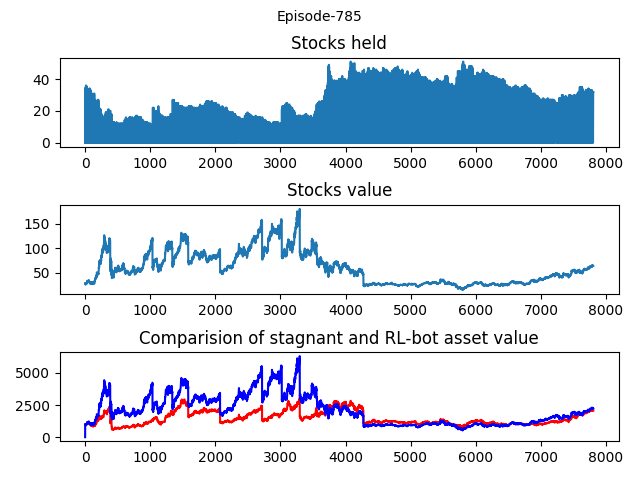 Episode-785
Stocks held
40
20
0
0 1000 2000 3000 4000 5000 6000 7000 8000
Stocks value
150
100
50
0 1000 2000 3000 4000 5000 6000 7000 8000
Comparision of stagnant and RL-bot asset value
5000
2500
0
0 1000 2000 3000 4000 5000 6000 7000 8000